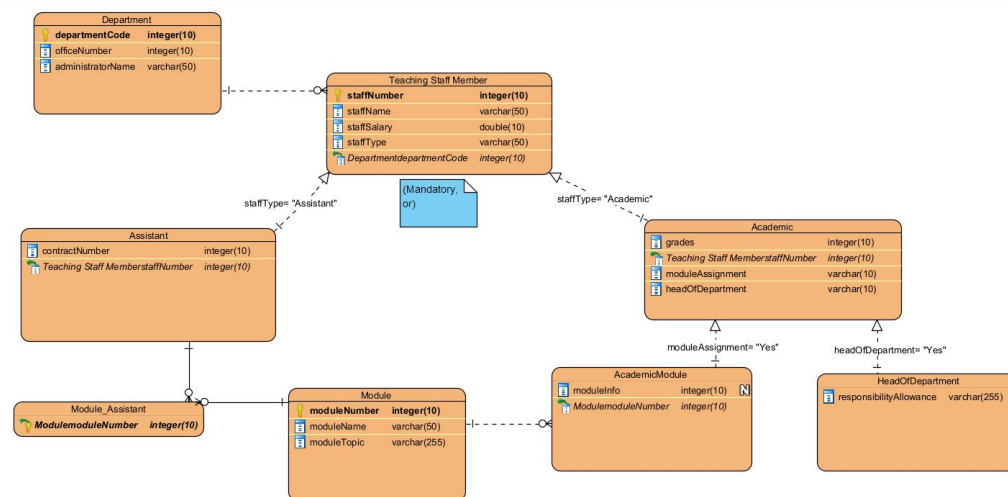 Department
departmentCode integer(10)
officeNumber integer(10)
administratorName varchar(50)
Teaching Staff Member
staffNumber integer(10)
staffName varchar(50)
staffSalary double(10)
staffType varchar(50)
DepartmentdepartmentCode integer(10)
(Mandatory,
or)
staffType= "Assistant"
staffType= "Academic"
Assistant
contractNumber integer(10)
Teaching Staff MemberstaffNumber integer(10)
Academic
grades integer(10)
Teaching Staff MemberstaffNumber integer(10)
moduleAssignment varchar(10)
headOfDepartment varchar(10)
moduleAssignment= "Yes"
headOfDepartment= "Yes"
Module_Assistant
ModulemoduleNumber integer(10)
Module
moduleNumber integer(10)
moduleName varchar(50)
moduleTopic varchar(255)
AcademicModule
moduleInfo integer(10) N
ModulemoduleNumber integer(10)
HeadOfDepartment
responsibilityAllowance varchar(255)